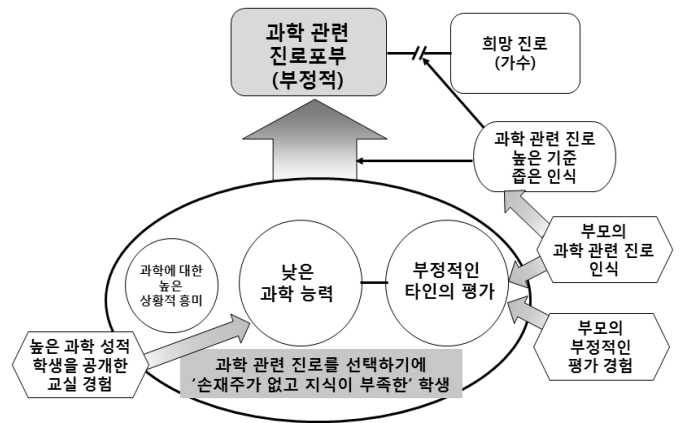 과학 관련
진로포부
(부정적)
희망 진로
(가수)
과학 관련 진로
높은 기준
좁은 인식
부모의
과학 관련 진로
인식
과학에 대한
높은
상황적 흥미
낮은
과학 능력
부정적인
타인의 평가
높은 과학 성적
학생을 공개한
교실 경험
과학 관련 진로를 선택하기에
‘손재주가 없고 지식이 부족한’ 학생
부모의
부정적인
평가 경험